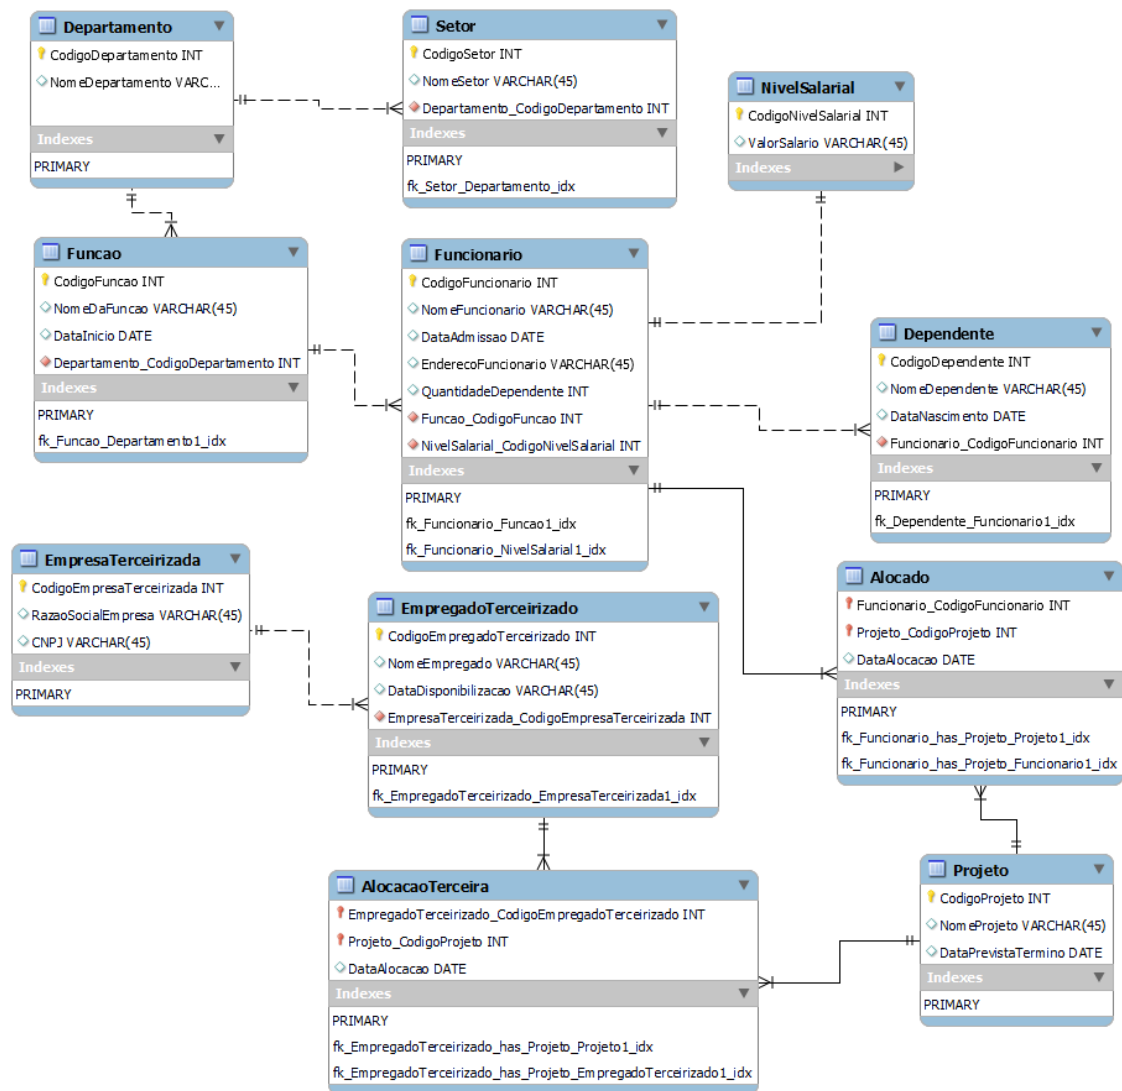 Departamento
CodigoDepartamento INT
NomeDepartamento VARC...
Indexes
PRIMARY
Setor
CodigoSetor INT
NomeSetor VARCHAR(45)
Departamento_CodigoDepartamento INT
Indexes
PRIMARY
fk_Setor_Departamento_idx
NivelSalarial
CodigoNivelSalarial INT
ValorSalario VARCHAR(45)
Indexes
Funcao
CodigoFuncao INT
NomeDaFuncao VARCHAR(45)
DataInicio DATE
Departamento_CodigoDepartamento INT
Indexes
PRIMARY
fk_Funcao_Departamento1_idx
Funcionario
CodigoFuncionario INT
NomeFuncionario VARCHAR(45)
DataAdmissao DATE
EnderecoFuncionario VARCHAR(45)
QuantidadeDependente INT
Funcao_CodigoFuncao INT
NivelSalarial_CodigoNivelSalarial INT
Indexes
PRIMARY
fk_Funcionario_Funcao1_idx
fk_Funcionario_NivelSalarial1_idx
Dependente
CodigoDependente INT
NomeDependente VARCHAR(45)
DataNascimento DATE
Funcionario_CodigoFuncionario INT
Indexes
PRIMARY
fk_Dependente_Funcionario1_idx
EmpresaTerceirizada
CodigoEmpresaTerceirizada INT
RazaoSocialEmpresa VARCHAR(45)
CNPJ VARCHAR(45)
Indexes
PRIMARY
EmpregadoTerceirizado
CodigoEmpregadoTerceirizado INT
NomeEmpregado VARCHAR(45)
DataDisponibilizacao VARCHAR(45)
EmpresaTerceirizada_CodigoEmpresaTerceirizada INT
Indexes
PRIMARY
fk_EmpregadoTerceirizado_EmpresaTerceirizada1_idx
Alocado
Funcionario_CodigoFuncionario INT
Projeto_CodigoProjeto INT
DataAlocacao DATE
Indexes
PRIMARY
fk_Funcionario_has_Projeto_Projeto1_idx
fk_Funcionario_has_Projeto_Funcionario1_idx
AlocacaoTerceira
EmpregadoTerceirizado_CodigoEmpregadoTerceirizado INT
Projeto_CodigoProjeto INT
DataAlocacao DATE
Indexes
PRIMARY
fk_EmpregadoTerceirizado_has_Projeto_Projeto1_idx
fk_EmpregadoTerceirizado_has_Projeto_EmpregadoTerceirizado1_idx
Projeto
CodigoProjeto INT
NomeProjeto VARCHAR(45)
DataPrevistaTermino DATE
Indexes
PRIMARY